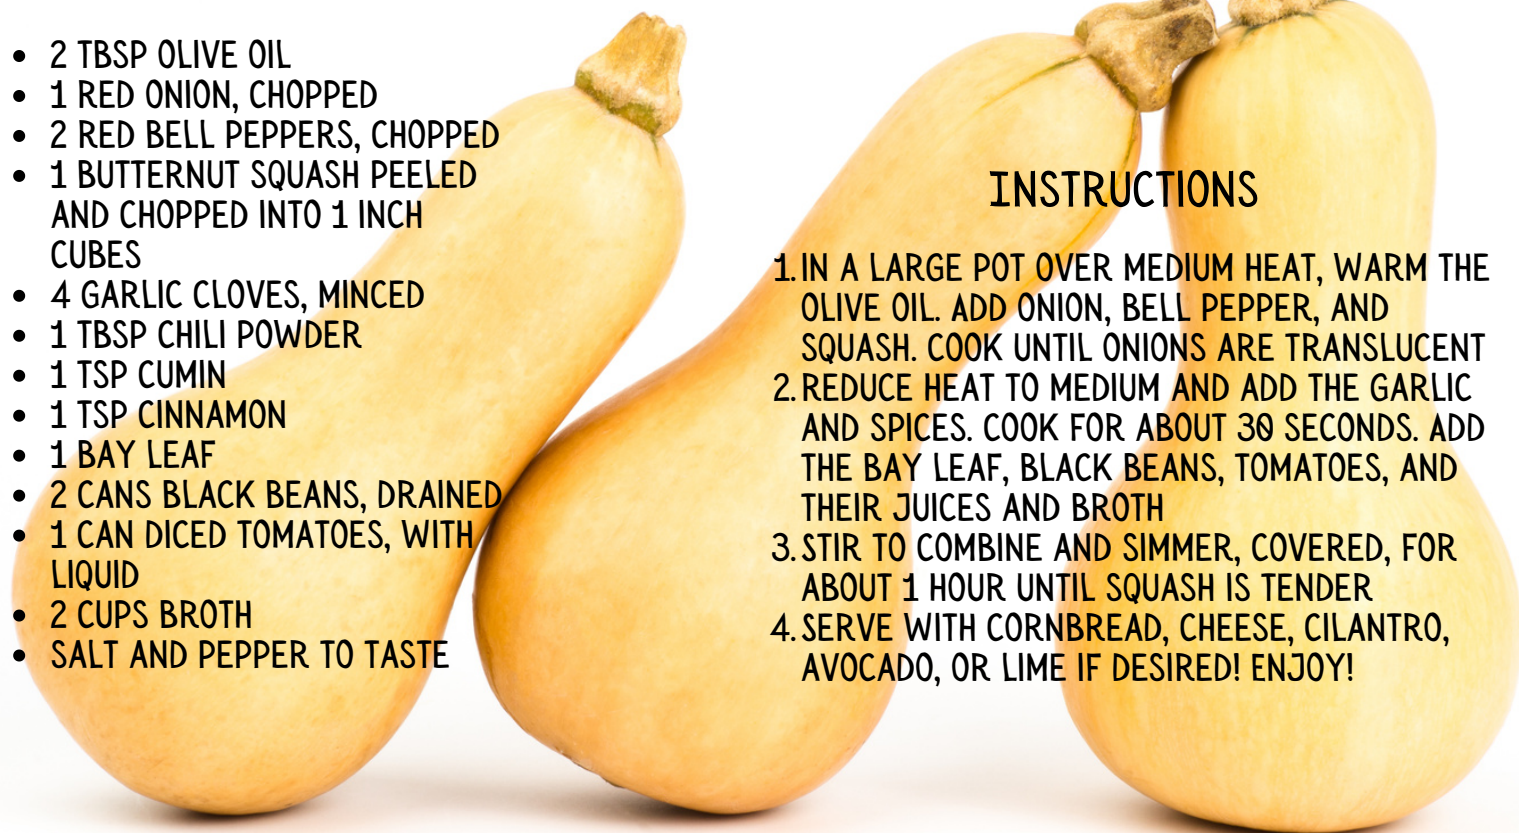 • 2 TBSP OLIVE OIL
• 1 RED ONION, CHOPPED
• 2 RED BELL PEPPERS, CHOPPED
• 1 BUTTERNUT SQUASH PEELED
AND CHOPPED INTO 1 INCH
CUBES
• 4 GARLIC CLOVES, MINCED
• 1 TBSP CHILI POWDER
• 1 TSP CUMIN
• 1 TSP CINNAMON
• 1 BAY LEAF
• 2 CANS BLACK BEANS, DRAINED
• 1 CAN DICED TOMATOES, WITH
LIQUID
• 2 CUPS BROTH
• SALT AND PEPPER TO TASTE
INSTRUCTIONS
1. IN A LARGE POT OVER MEDIUM HEAT, WARM THE
OLIVE OIL. ADD ONION, BELL PEPPER, AND
SQUASH. COOK UNTIL ONIONS ARE TRANSLUCENT
2. REDUCE HEAT TO MEDIUM AND ADD THE GARLIC
AND SPICES. COOK FOR ABOUT 30 SECONDS. ADD
THE BAY LEAF, BLACK BEANS, TOMATOES, AND
THEIR JUICES AND BROTH
3. STIR TO COMBINE AND SIMMER, COVERED, FOR
ABOUT 1 HOUR UNTIL SQUASH IS TENDER
4. SERVE WITH CORNBREAD, CHEESE, CILANTRO,
AVOCADO, OR LIME IF DESIRED! ENJOY!